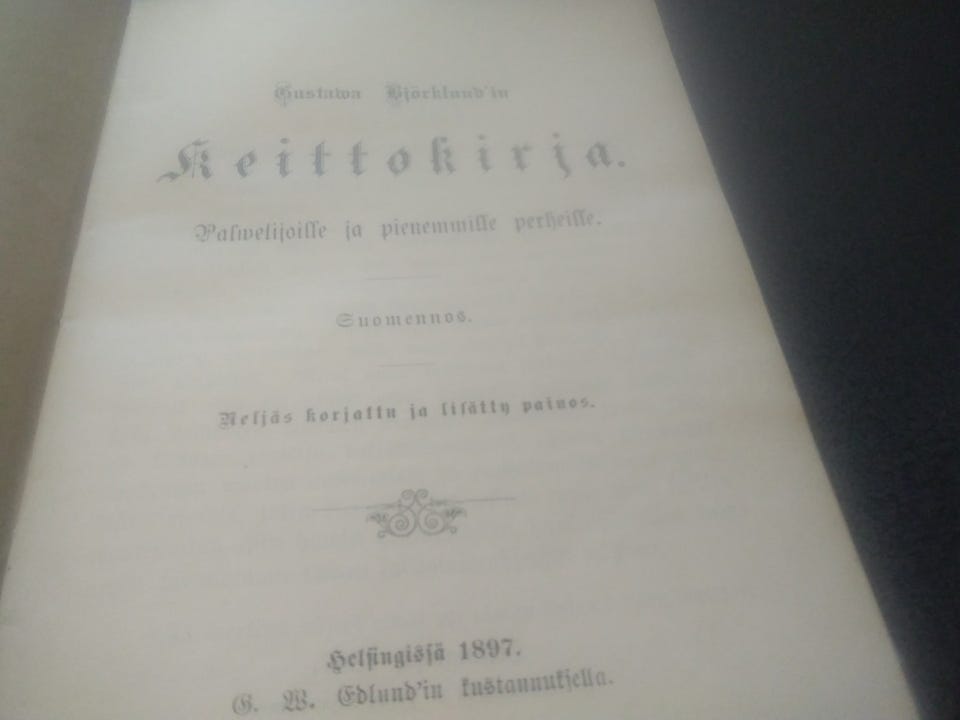 Gustawa Björklund'in
Keittokirja.
Palwelijoille ja pienemmille perheille.
Suomennos.
Neljäs korjattu ja lisätty painos.
Helsingissä 1897.
G. W. Edlund'in kustannuksella.